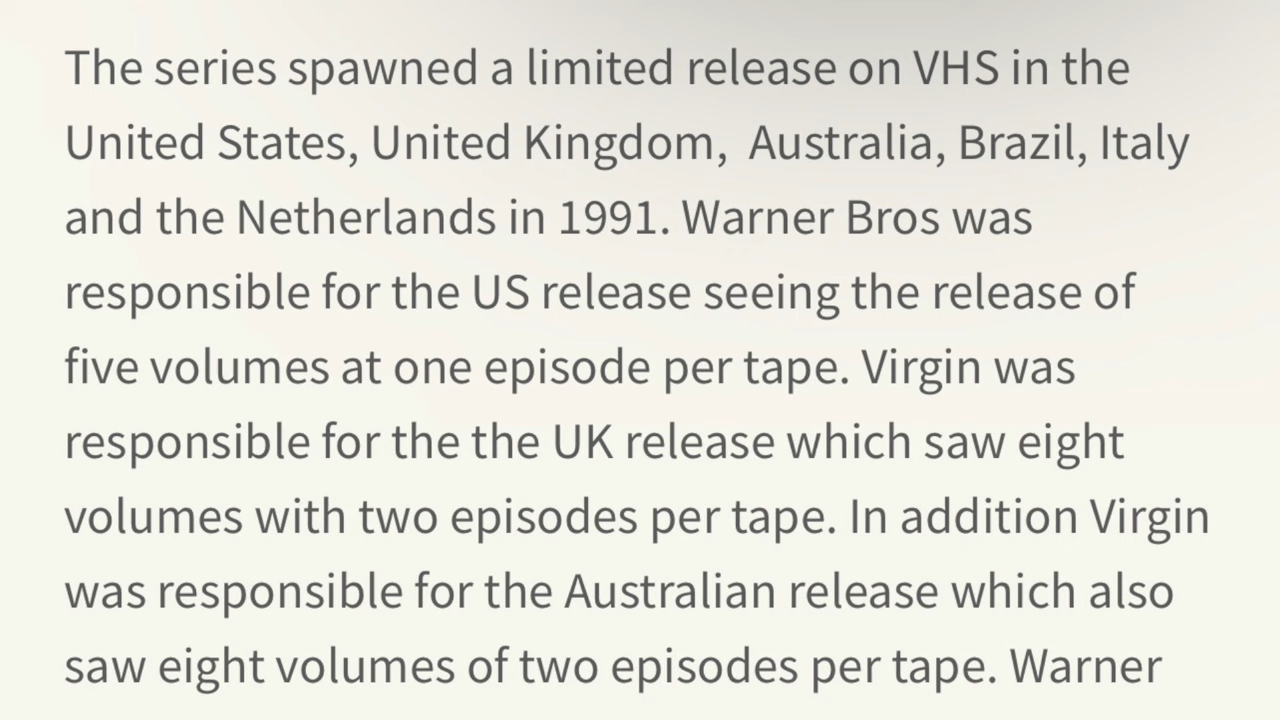 The series spawned a limited release on VHS in the
United States, United Kingdom,  Australia, Brazil, Italy
and the Netherlands in 1991. Warner Bros was
responsible for the US release seeing the release of
five volumes at one episode per tape. Virgin was
responsible for the the UK release which saw eight
volumes with two episodes per tape. In addition Virgin
was responsible for the Australian release which also
saw eight volumes of two episodes per tape. Warner